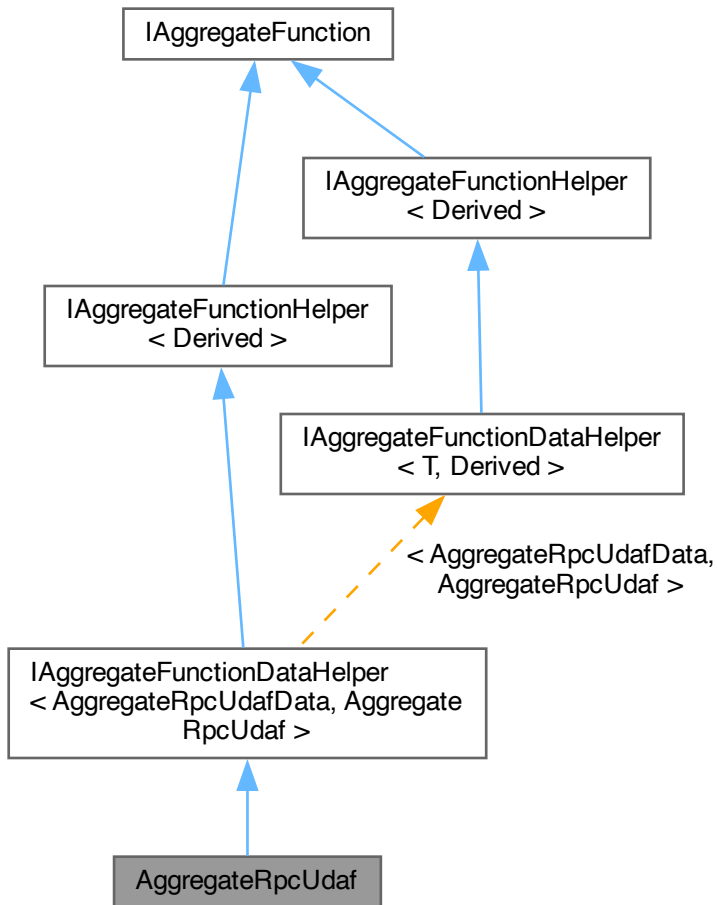 IAggregateFunction
IAggregateFunctionHelper
< Derived >
IAggregateFunctionHelper
< Derived >
IAggregateFunctionDataHelper
< T, Derived >
< AggregateRpcUdafData,
AggregateRpcUdaf >
IAggregateFunctionDataHelper
< AggregateRpcUdafData, Aggregate
RpcUdaf >
AggregateRpcUdaf